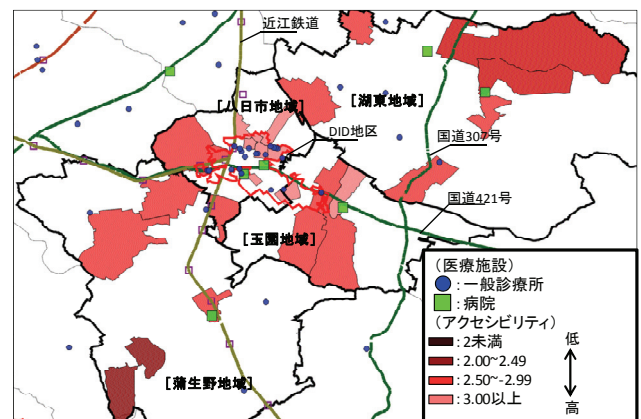 近江鉄道
[八日市地域]
[湖東地域]
DID地区
国道307号
国道421号
[玉園地域]
[蒲生野地域]
(医療施設)
:一般診療所
:病院
(アクセシビリティ)
:2未満
低
:2.00~2.49
:2.50~-2.99
:3.00以上
高